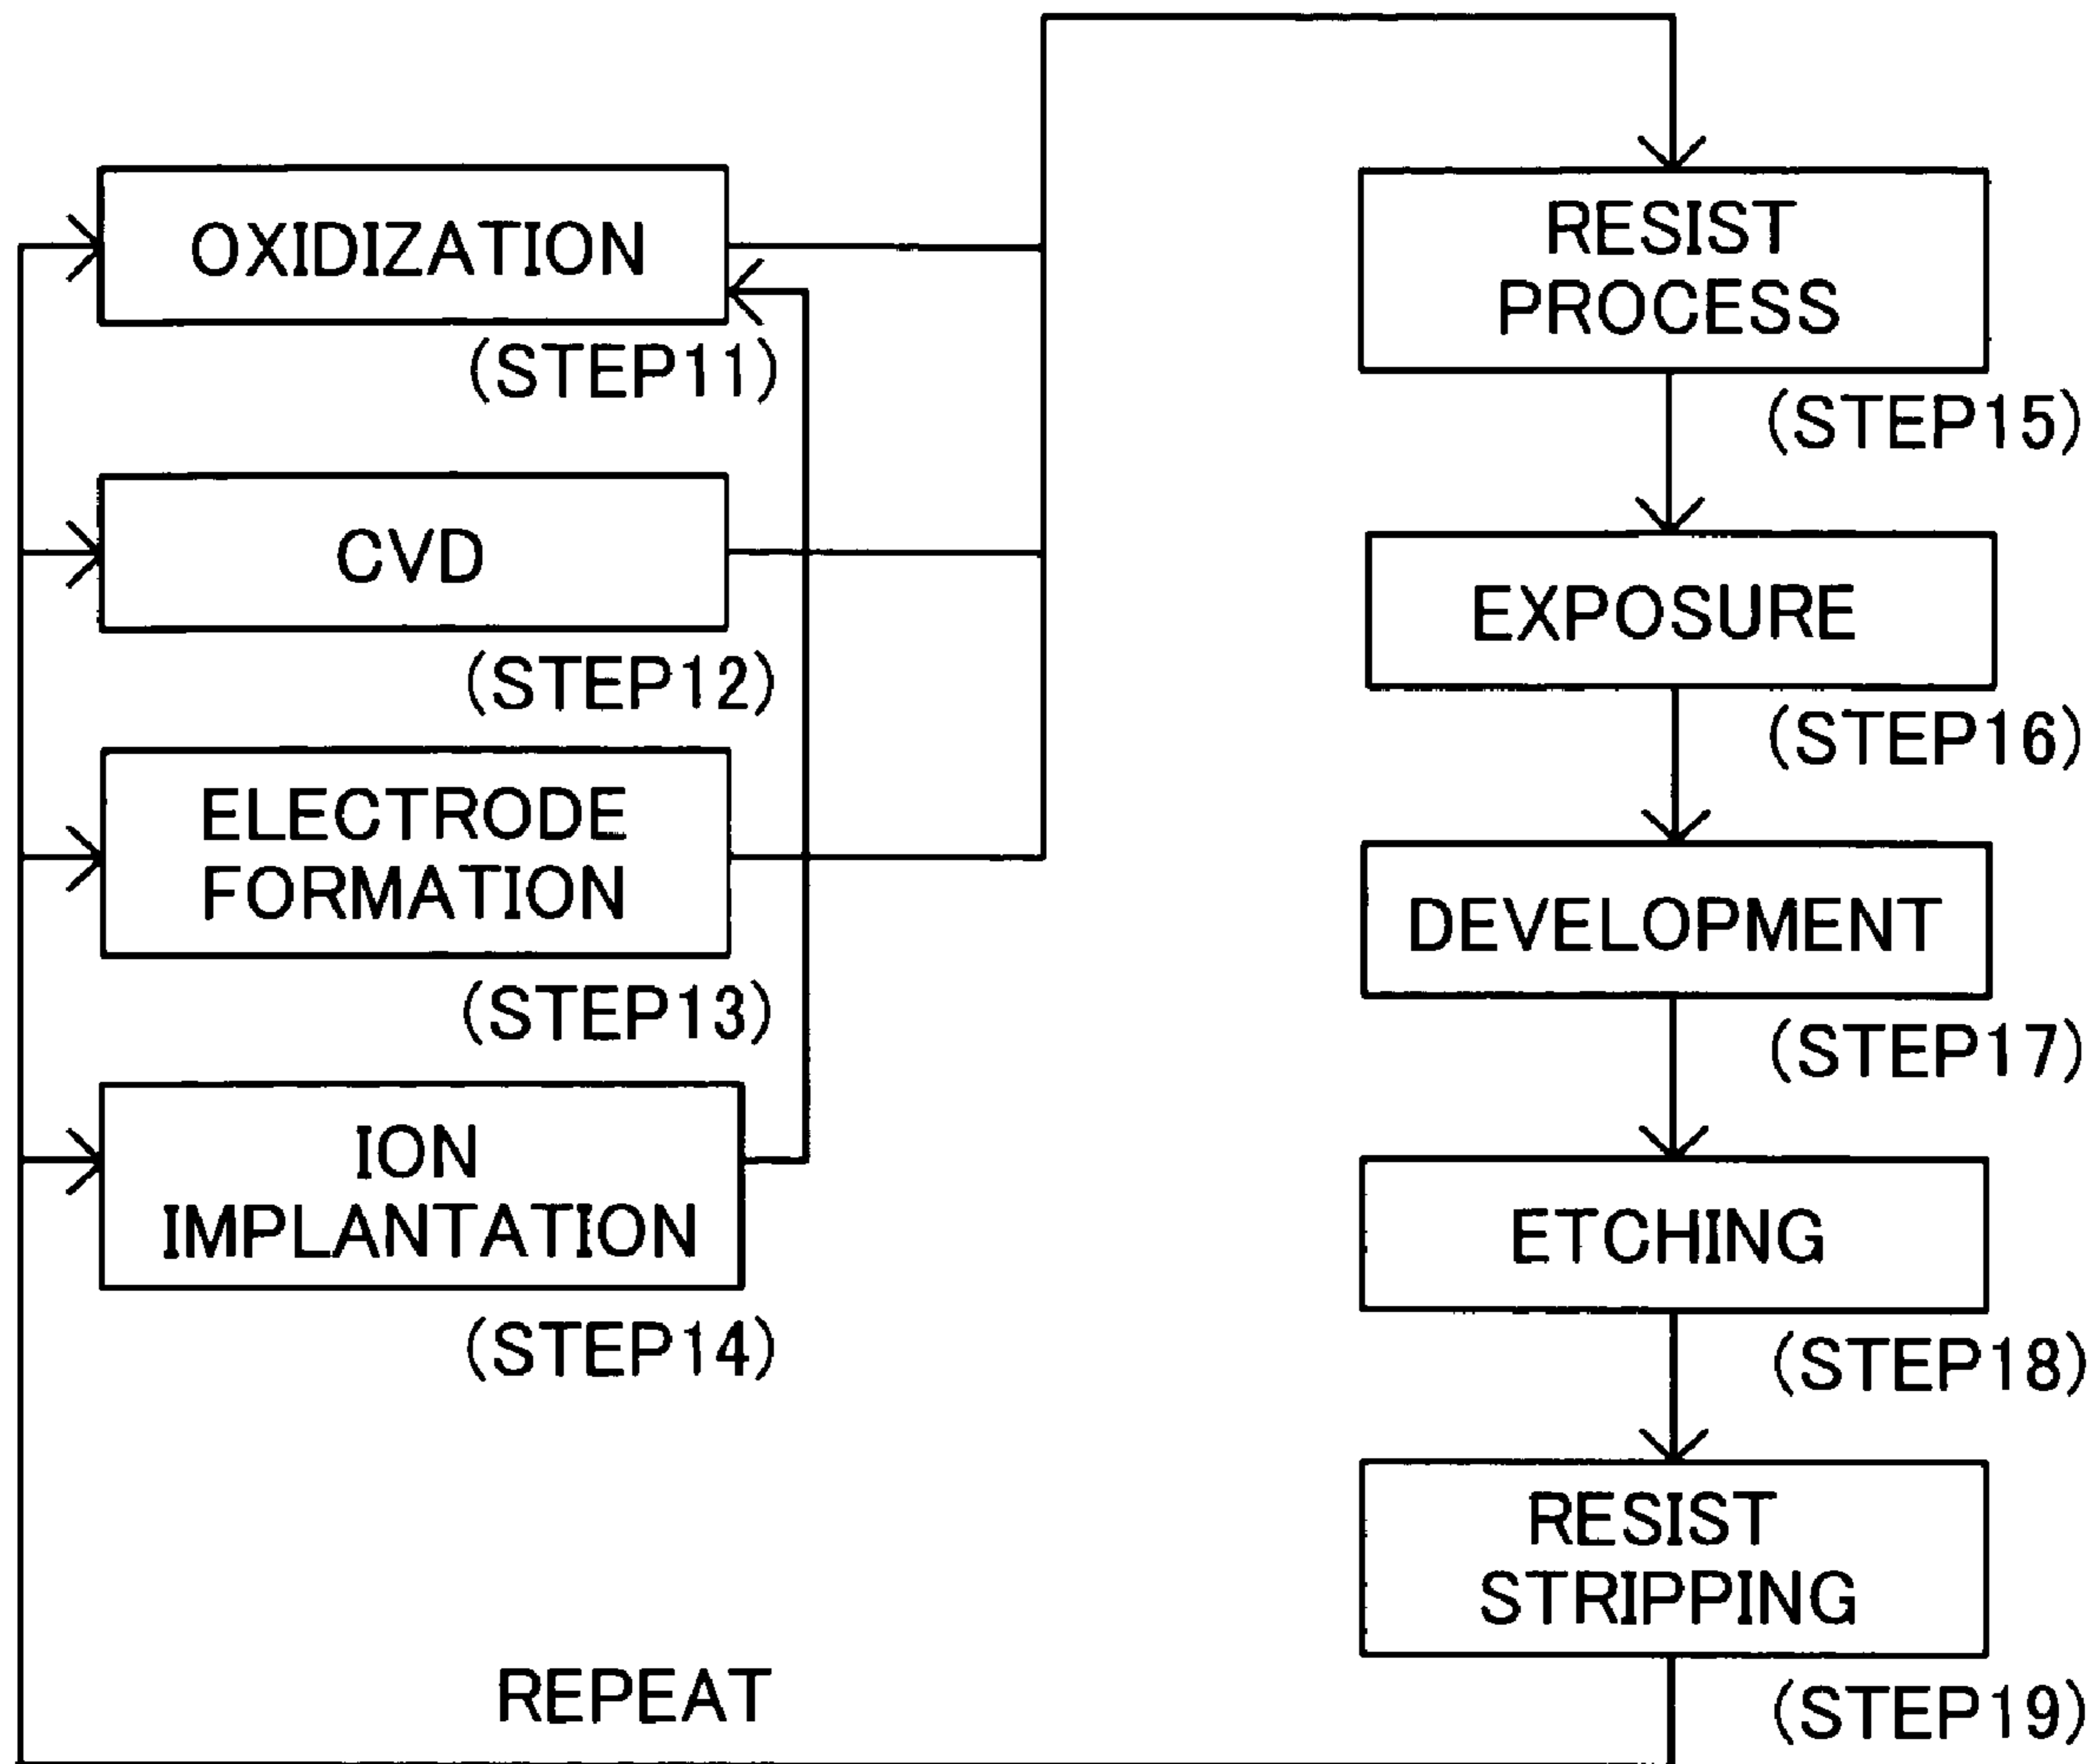 OXIDIZATION
(STEP11)
CVD
(STEP12)
ELECTRODE
FORMATION
(STEP13)
ION
IMPLANTATION
(STEP14)
REPEAT
RESIST
PROCESS
(STEP15)
EXPOSURE
(STEP16)
DEVELOPMENT
(STEP17)
ETCHING
(STEP18)
RESIST
STRIPPING
(STEP19)